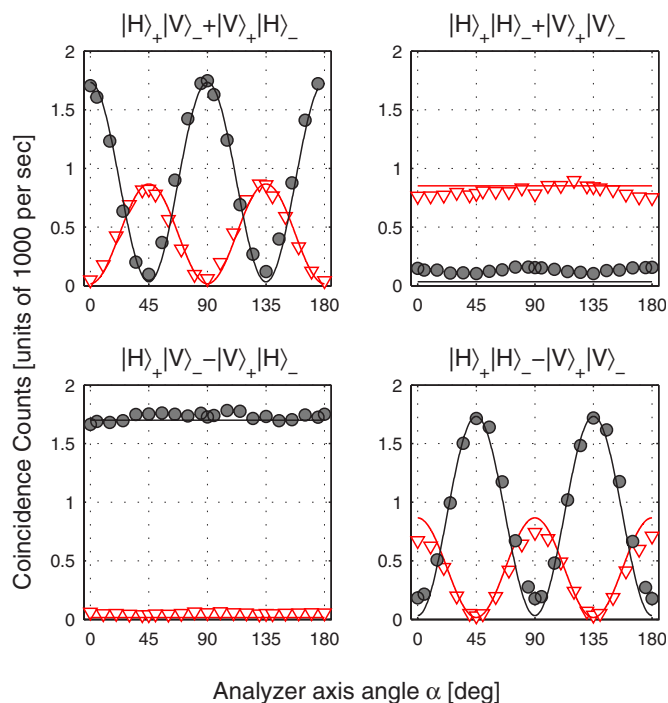 |H⟩₊|V⟩₋+|V⟩₊|H⟩₋
|H⟩₊|H⟩₋+|V⟩₊|V⟩₋
2
1.5
1
0.5
0
0 45 90 135 180
2
1.5
1
0.5
0
0 45 90 135 180
|H⟩₊|V⟩₋−|V⟩₊|H⟩₋
|H⟩₊|H⟩₋−|V⟩₊|V⟩₋
2
1.5
1
0.5
0
0 45 90 135 180
2
1.5
1
0.5
0
0 45 90 135 180
Coincidence Counts [units of 1000 per sec]
Analyzer axis angle α [deg]